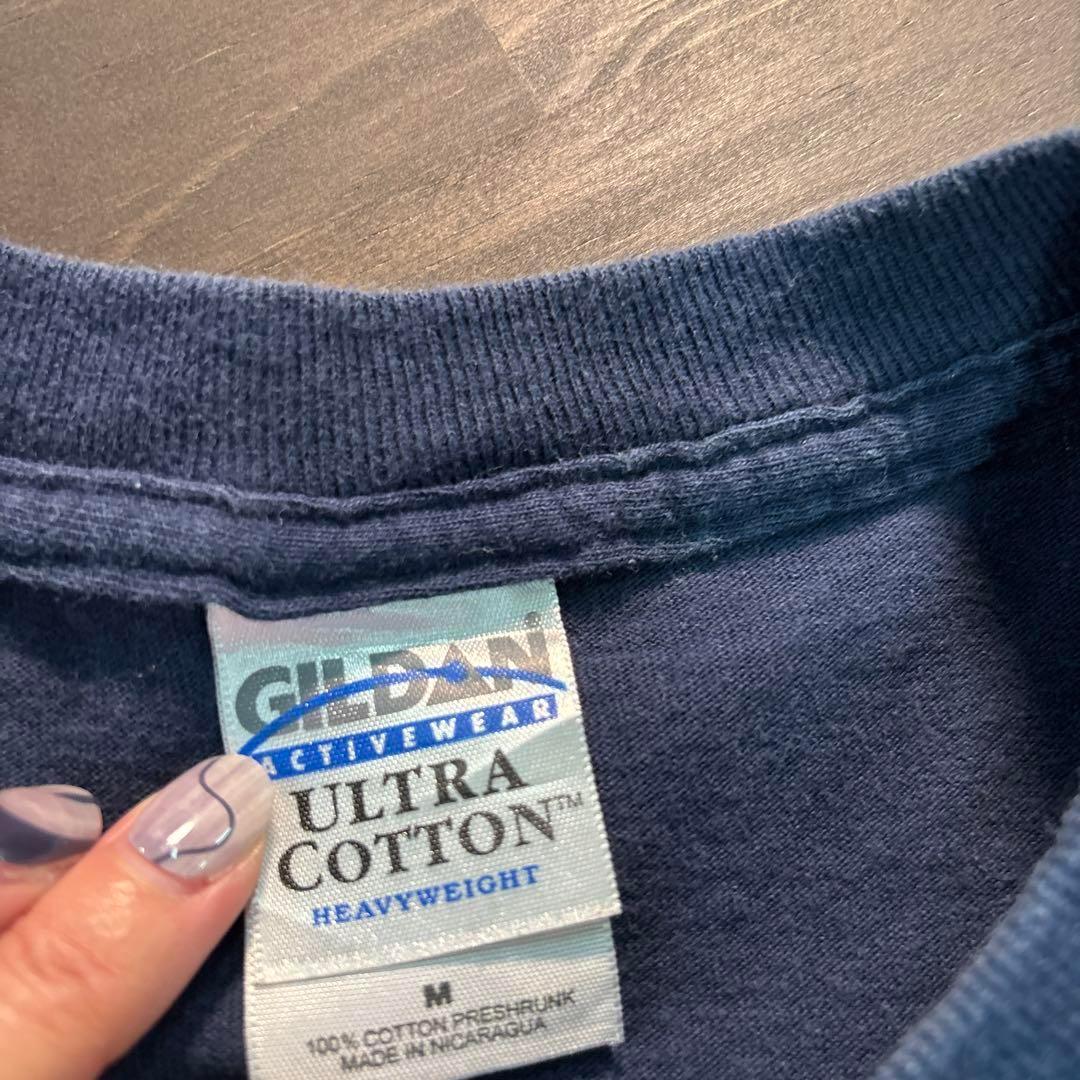 GILDAN
ACTIVEWEAR
ULTRA
COTTON™
HEAVYWEIGHT
M
100% COTTON PRESHRUNK
MADE IN NICARAGUA